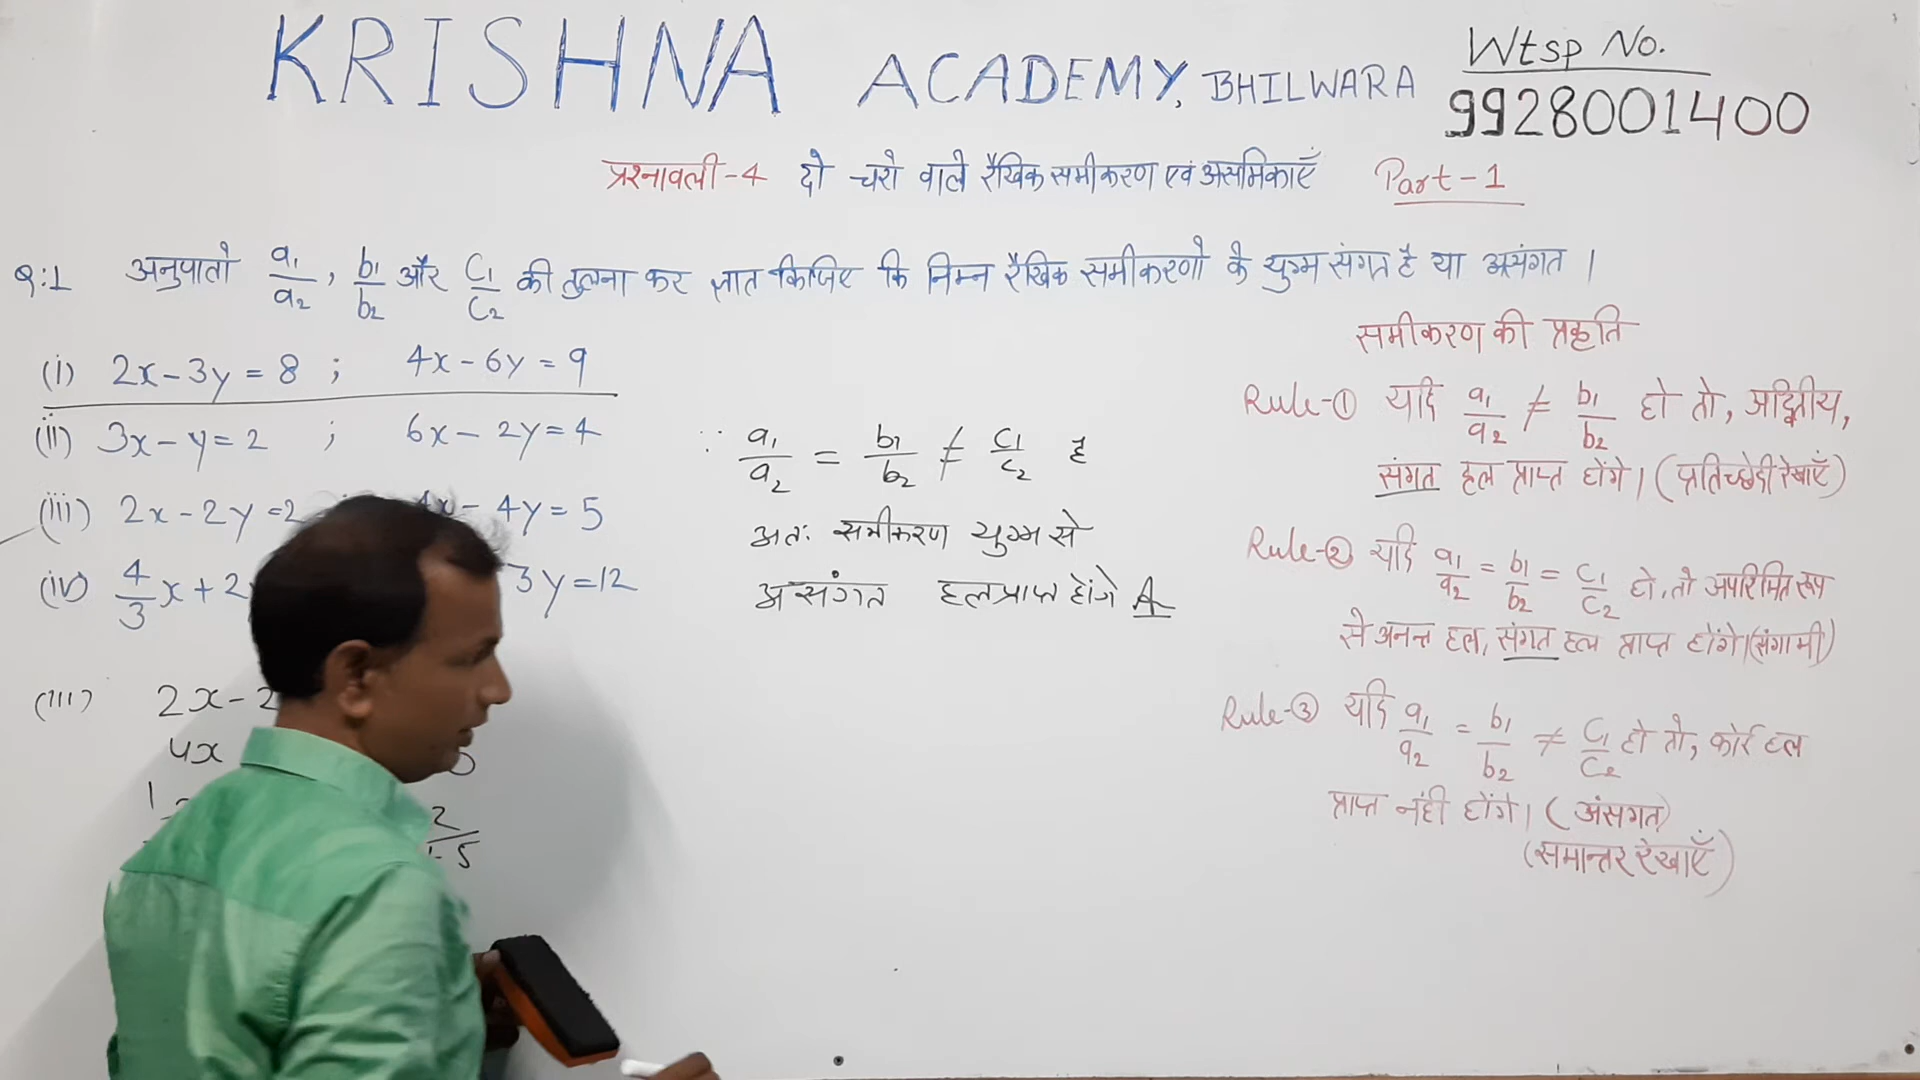 KRISHNA ACADEMY, BHILWARA
Wtsp No.
9928001400
प्रश्नावली-4 दो चरो वाले रैखिक समीकरण एवं असमिकाएँ Part-1
Q:1 अनुपातो a₁/a₂, b₁/b₂ और c₁/c₂ की तुलना कर ज्ञात किजिए कि निम्न रैखिक समीकरणो के युग्म संगत है या असंगत ।
(i) 2x-3y = 8 ; 4x-6y = 9
(ii) 3x-y=2 ; 6x-2y=4
(iii) 2x-2y=2 4x-4y=5
(iv) 4/3x+2 3y=12
(iii) 2x-2
4x
2/+5
∵ a₁/a₂ = b₁/b₂ ≠ c₁/c₂ है
अतः समीकरण युग्म से
असंगत हल प्राप्त होंगे A
समीकरण की प्रकृति
Rule-① यदि a₁/a₂ ≠ b₁/b₂ हो तो, अद्वितीय,
संगत हल प्राप्त होंगे। (प्रतिच्छेदी रेखाएँ)
Rule-② यदि a₁/a₂ = b₁/b₂ = c₁/c₂ हो, तो अपरिमित रूप
से अनन्त हल, संगत हल प्राप्त होंगे। (संगामी)
Rule-③ यदि a₁/a₂ = b₁/b₂ ≠ c₁/c₂ हो तो, कोई हल
प्राप्त नंही होंगे। (अंसगत)
(समान्तर रेखाएँ)